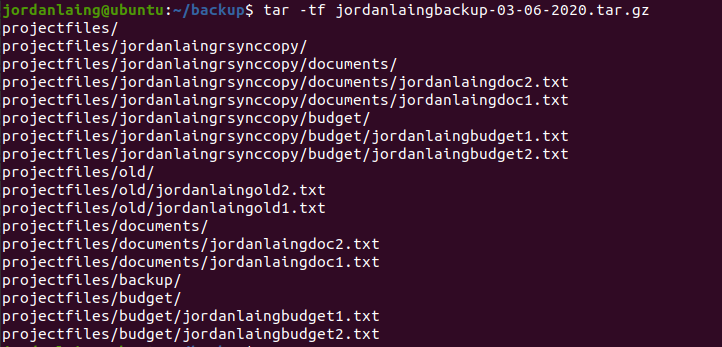 jordanlaing@ubuntu:~/backup$ tar -tf jordanlaingbackup-03-06-2020.tar.gz
projectfiles/
projectfiles/jordanlaingrsynccopy/
projectfiles/jordanlaingrsynccopy/documents/
projectfiles/jordanlaingrsynccopy/documents/jordanlaingdoc2.txt
projectfiles/jordanlaingrsynccopy/documents/jordanlaingdoc1.txt
projectfiles/jordanlaingrsynccopy/budget/
projectfiles/jordanlaingrsynccopy/budget/jordanlaingbudget1.txt
projectfiles/jordanlaingrsynccopy/budget/jordanlaingbudget2.txt
projectfiles/old/
projectfiles/old/jordanlaingold2.txt
projectfiles/old/jordanlaingold1.txt
projectfiles/documents/
projectfiles/documents/jordanlaingdoc2.txt
projectfiles/documents/jordanlaingdoc1.txt
projectfiles/backup/
projectfiles/budget/
projectfiles/budget/jordanlaingbudget1.txt
projectfiles/budget/jordanlaingbudget2.txt